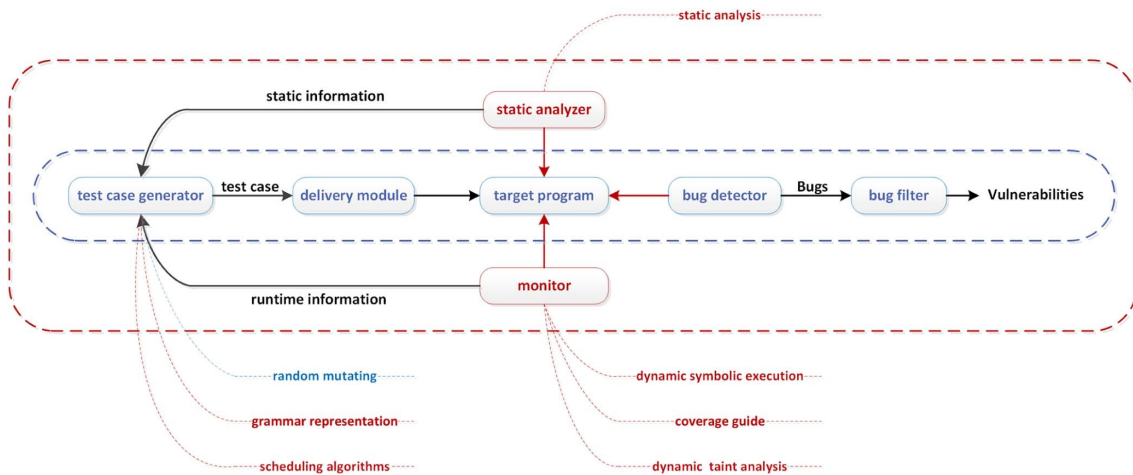 static analysis
static information
static analyzer
test case generator
test case
delivery module
target program
bug detector
Bugs
bug filter
Vulnerabilities
runtime information
monitor
random mutating
dynamic symbolic execution
grammar representation
coverage guide
scheduling algorithms
dynamic taint analysis